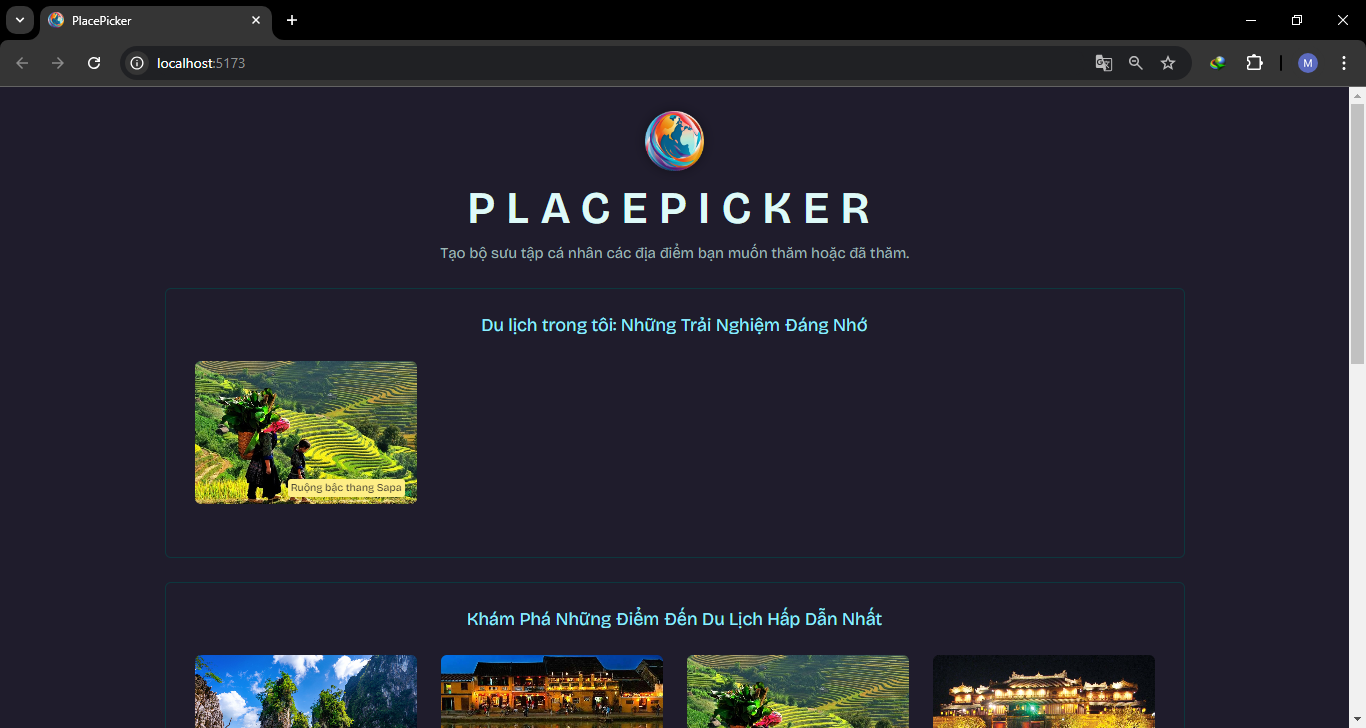 PlacePicker
localhost:5173
M
PLACEPICKER
Tạo bộ sưu tập cá nhân các địa điểm bạn muốn thăm hoặc đã thăm.
Du lịch trong tôi: Những Trải Nghiệm Đáng Nhớ
Ruộng bậc thang Sapa
Khám Phá Những Điểm Đến Du Lịch Hấp Dẫn Nhất